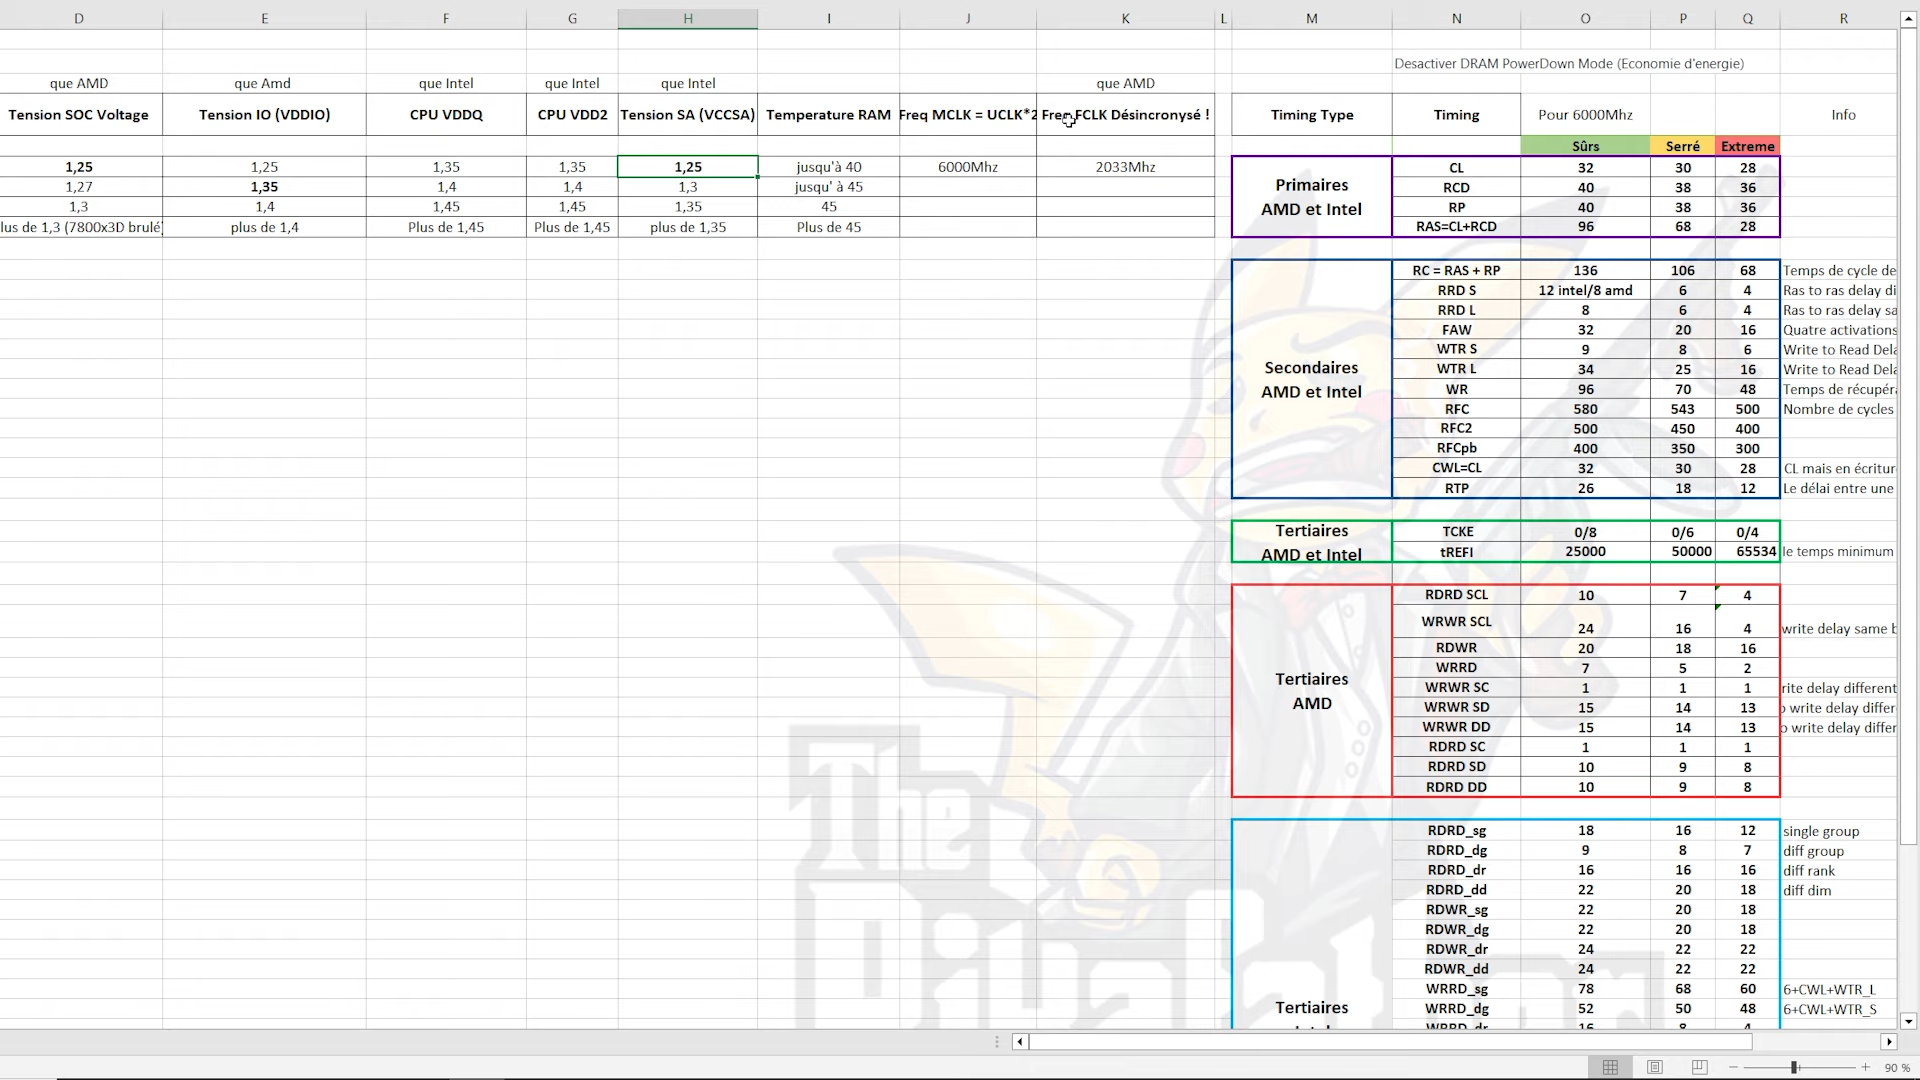 D E F G H I J K L M N O P Q R
Desactiver DRAM PowerDown Mode (Economie d'energie)
que AMD que Amd que Intel que Intel que Intel que AMD
Tension SOC Voltage Tension IO (VDDIO) CPU VDDQ CPU VDD2 Tension SA (VCCSA) Temperature RAM Freq MCLK = UCLK*2 Freq FCLK Désincronysé ! Timing Type Timing Pour 6000Mhz Info
Sûrs Serré Extreme
1,25 1,25 1,35 1,35 1,25 jusqu'à 40 6000Mhz 2033Mhz
1,27 1,35 1,4 1,4 1,3 jusqu' à 45
1,3 1,4 1,45 1,45 1,35 45
lus de 1,3 (7800x3D brulé plus de 1,4 Plus de 1,45 Plus de 1,45 plus de 1,35 Plus de 45
Primaires
AMD et Intel
CL 32 30 28
RCD 40 38 36
RP 40 38 36
RAS=CL+RCD 96 68 28
Secondaires
AMD et Intel
RC = RAS + RP 136 106 68 Temps de cycle de
RRD S 12 intel/8 amd 6 4 Ras to ras delay di
RRD L 8 6 4 Ras to ras delay sa
FAW 32 20 16 Quatre activations
WTR S 9 8 6 Write to Read Dela
WTR L 34 25 16 Write to Read Dela
WR 96 70 48 Temps de récupéra
RFC 580 543 500 Nombre de cycles
RFC2 500 450 400
RFCpb 400 350 300
CWL=CL 32 30 28 CL mais en écritur
RTP 26 18 12 Le délai entre une
Tertiaires
AMD et Intel
TCKE 0/8 0/6 0/4
tREFI 25000 50000 65534 le temps minimum
Tertiaires
AMD
RDRD SCL 10 7 4
WRWR SCL 24 16 4 write delay same b
RDWR 20 18 16
WRRD 7 5 2
WRWR SC 1 1 1 rite delay different
WRWR SD 15 14 13 o write delay differ
WRWR DD 15 14 13 o write delay differ
RDRD SC 1 1 1
RDRD SD 10 9 8
RDRD DD 10 9 8
Tertiaires
RDRD_sg 18 16 12 single group
RDRD_dg 9 8 7 diff group
RDRD_dr 16 16 16 diff rank
RDRD_dd 22 20 18 diff dim
RDWR_sg 22 20 18
RDWR_dg 22 20 18
RDWR_dr 24 22 22
RDWR_dd 24 22 22
WRRD_sg 78 68 60 6+CWL+WTR_L
WRRD_dg 52 50 48 6+CWL+WTR_S
WRRD_dr 16 8 4
The
90 %